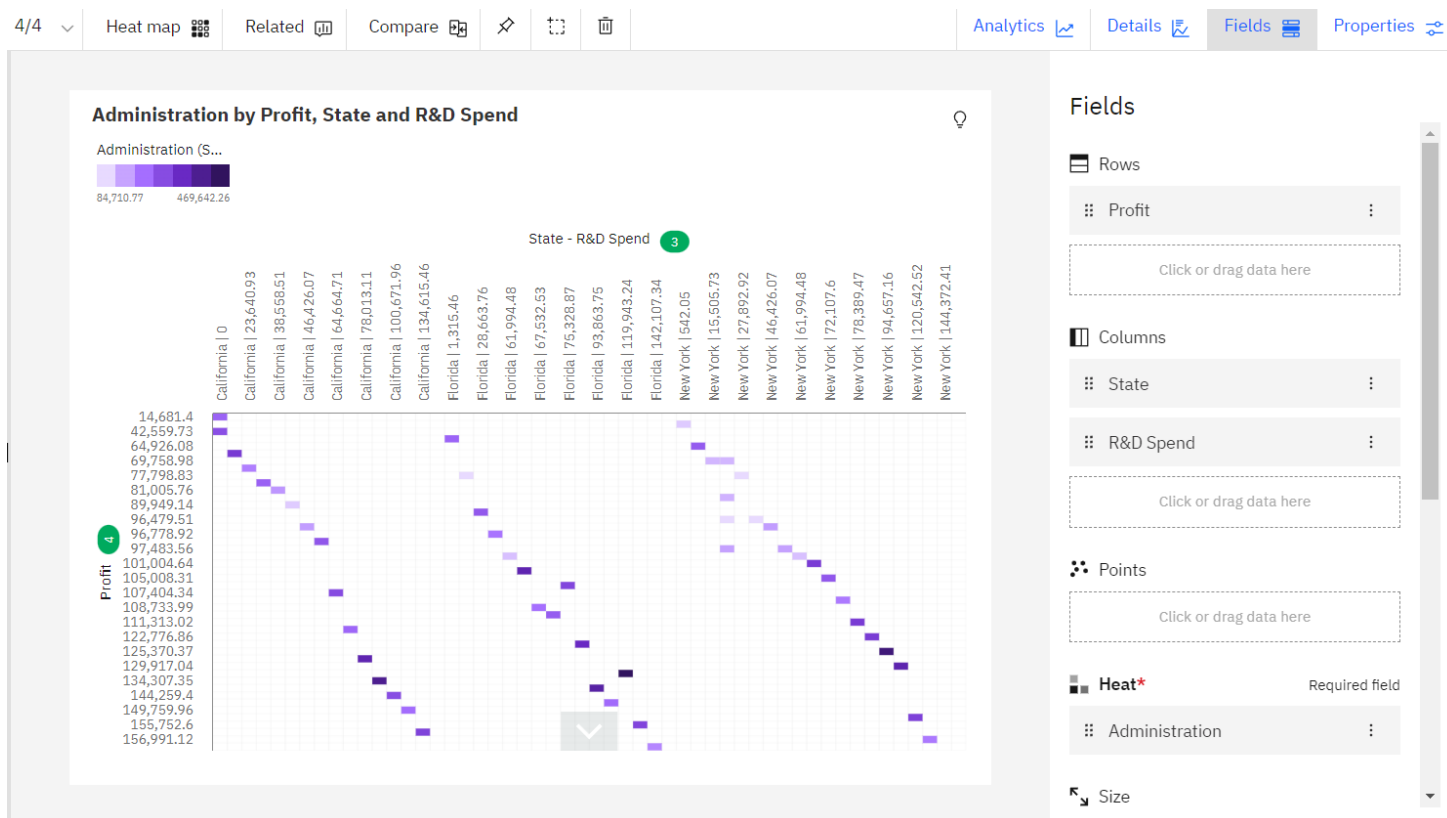 4/4
Heat map
Related
Compare
Analytics
Details
Fields
Properties
Administration by Profit, State and R&D Spend
Administration (S...
84,710.77 469,642.26
State - R&D Spend 3
California | 0
California | 23,640.93
California | 38,558.51
California | 46,426.07
California | 64,664.71
California | 78,013.11
California | 100,671.96
California | 134,615.46
Florida | 1,315.46
Florida | 28,663.76
Florida | 61,994.48
Florida | 67,532.53
Florida | 75,328.87
Florida | 93,863.75
Florida | 119,943.24
Florida | 142,107.34
New York | 542.05
New York | 15,505.73
New York | 27,892.92
New York | 46,426.07
New York | 61,994.48
New York | 72,107.6
New York | 78,389.47
New York | 94,657.16
New York | 120,542.52
New York | 144,372.41
Profit 4
14,681.4
42,559.73
64,926.08
69,758.98
77,798.83
81,005.76
89,949.14
96,479.51
96,778.92
97,483.56
101,004.64
105,008.31
107,404.34
108,733.99
111,313.02
122,776.86
125,370.37
129,917.04
134,307.35
144,259.4
149,759.96
155,752.6
156,991.12
Fields
Rows
Profit
Click or drag data here
Columns
State
R&D Spend
Click or drag data here
Points
Click or drag data here
Heat* Required field
Administration
Size